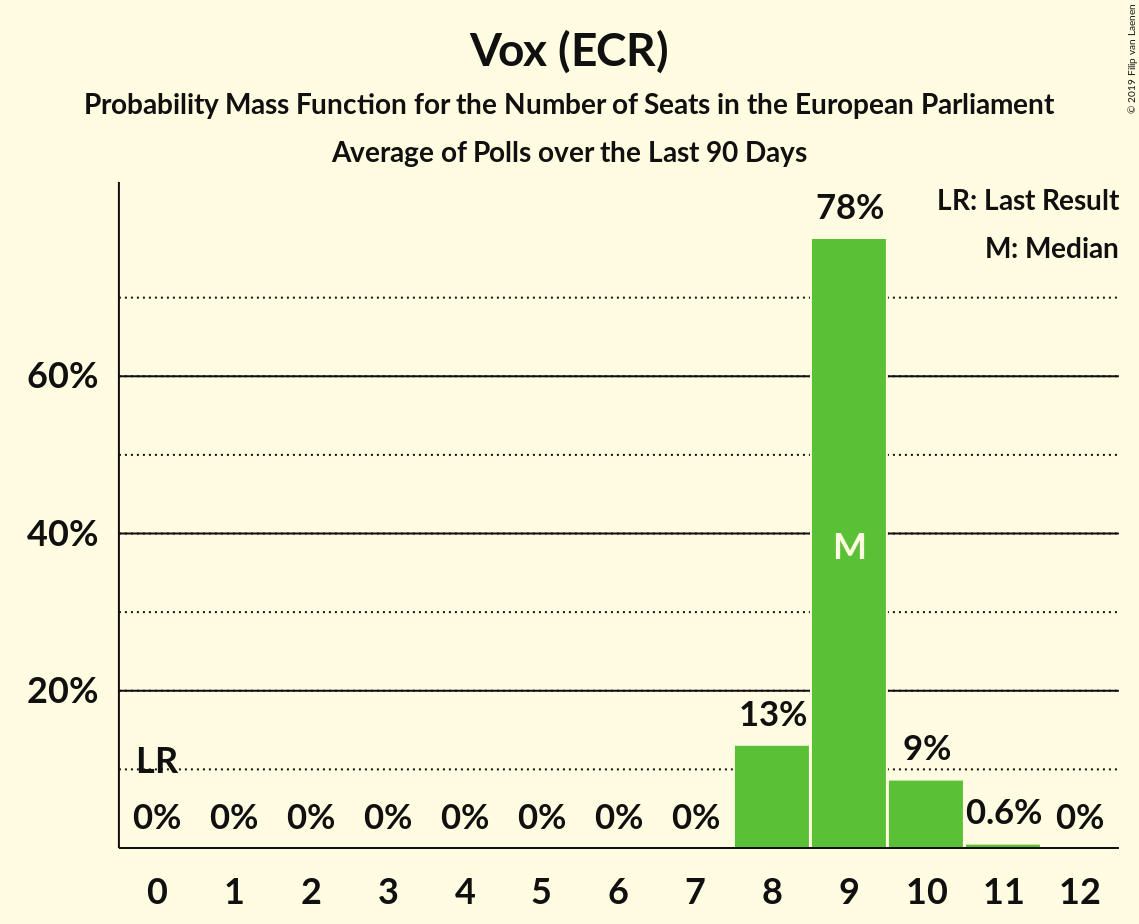 Vox (ECR)
Probability Mass Function for the Number of Seats in the European Parliament
Average of Polls over the Last 90 Days
© 2019 Filip van Laenen
LR: Last Result
M: Median
78%
60%
40%
M
20%
13%
9%
LR
0% 0% 0% 0% 0% 0% 0% 0% 0.6% 0%
0 1 2 3 4 5 6 7 8 9 10 11 12